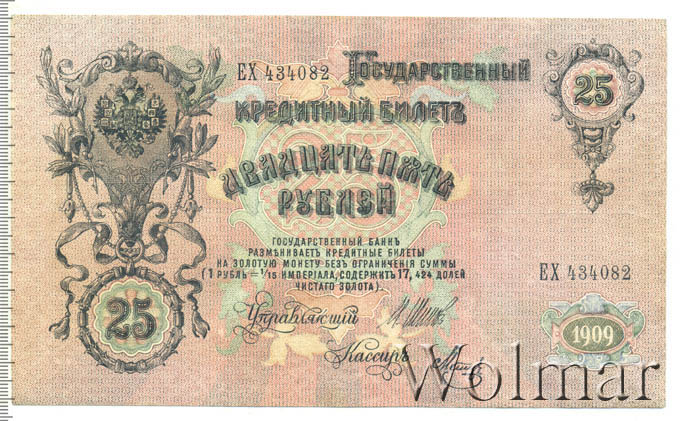 ЕХ 434082 Государственный
25
кредитный билетъ
Двадцать пять
рублей
Государственный банкъ
размѣниваетъ кредитные билеты
на золотую монету безъ ограниченія суммы
(1 рубль = 1/15 имперіала, содержитъ 17,424 долей
чистаго золота).
ЕХ 434082
25
Управляющій
1909
Кассиръ
Wolmar